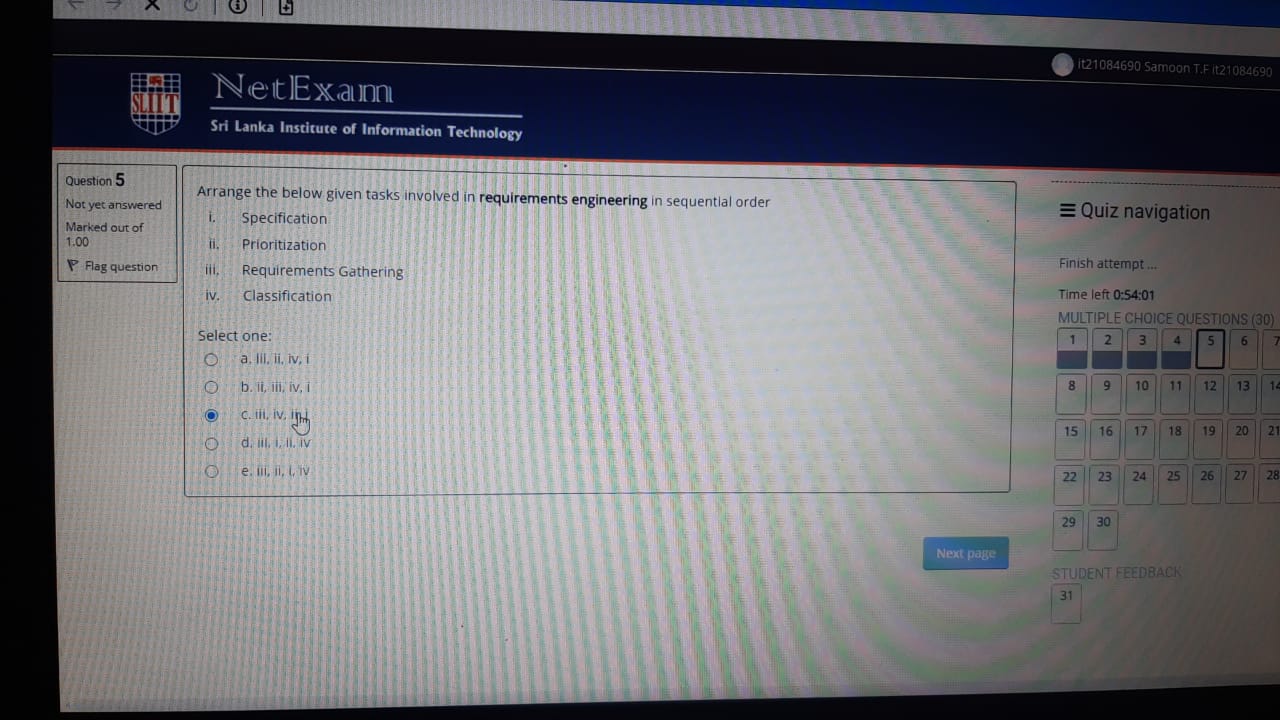 it21084690 Samoon T.F it21084690
SLIIT
NetExam
Sri Lanka Institute of Information Technology
Question 5
Not yet answered
Marked out of
1.00
Flag question
Arrange the below given tasks involved in requirements engineering in sequential order
i. Specification
ii. Prioritization
iii. Requirements Gathering
iv. Classification
Select one:
a. iii, ii, iv, i
b. ii, iii, iv, i
c. iii, iv,
d. iii, i, ii, iv
e. iii, ii, i, iv
Next page
Quiz navigation
Finish attempt ...
Time left 0:54:01
MULTIPLE CHOICE QUESTIONS (30)
1 2 3 4 5 6 7
8 9 10 11 12 13 14
15 16 17 18 19 20 21
22 23 24 25 26 27 28
29 30
STUDENT FEEDBACK
31